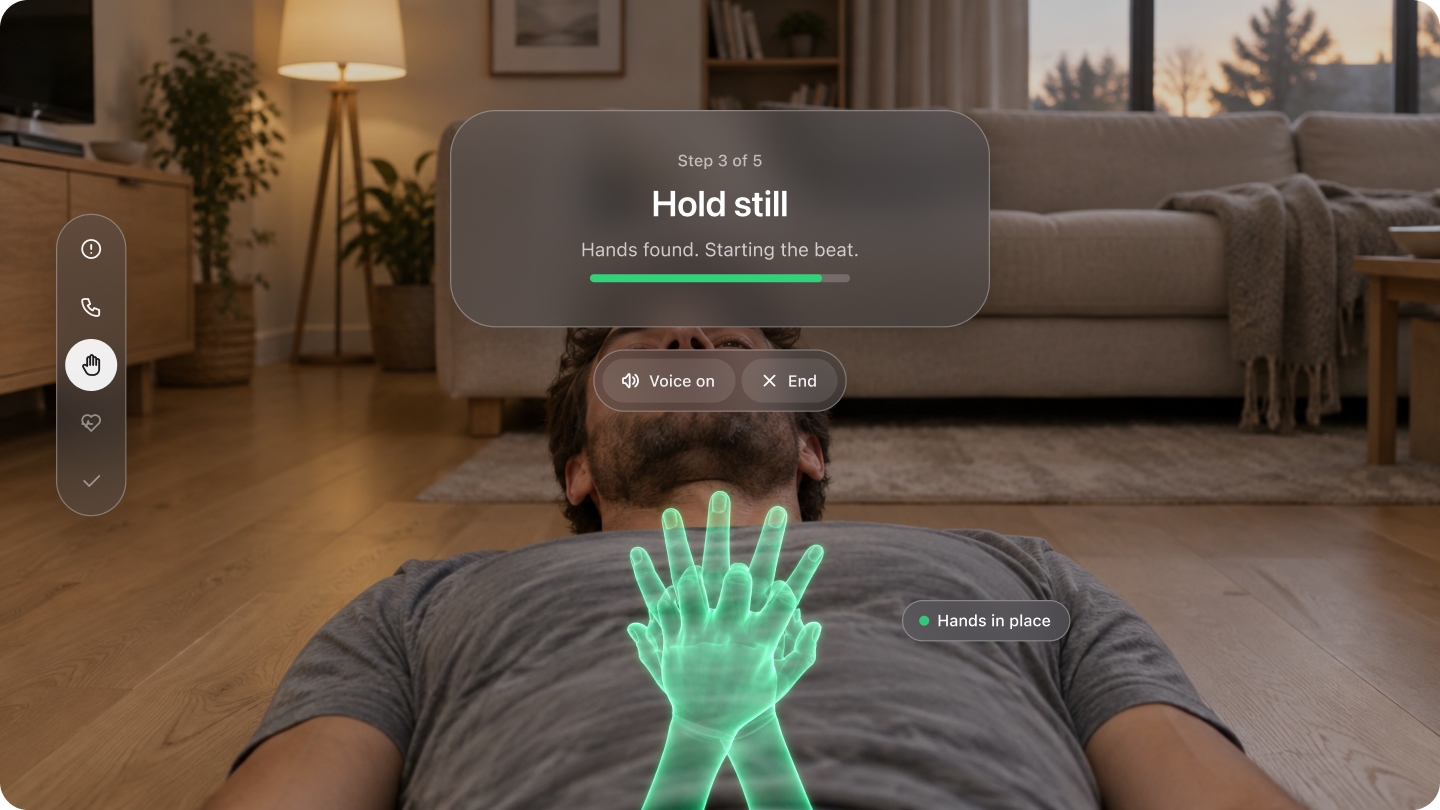 Step 3 of 5
Hold still
Hands found. Starting the beat.
Voice on
End
Hands in place